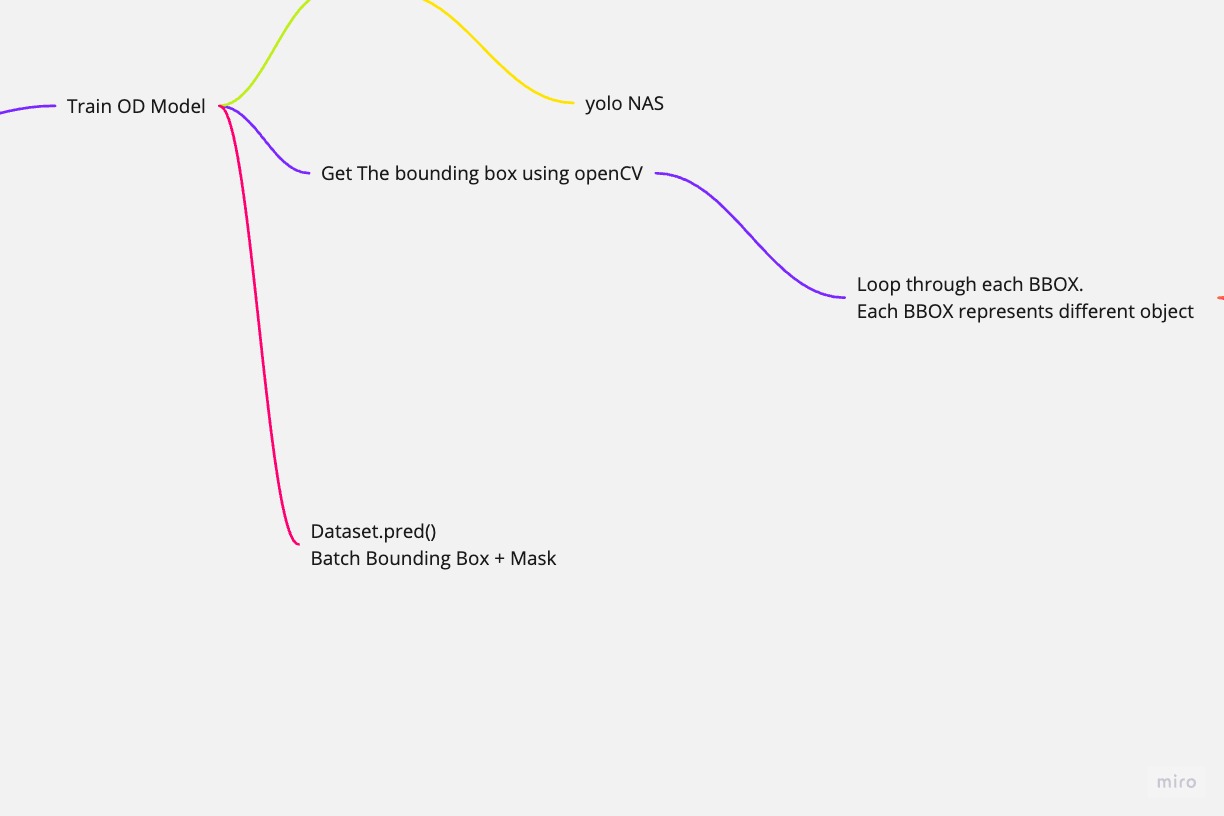 yolo NAS
Train OD Model
Get The bounding box using openCV
Loop through each BBOX.
Each BBOX represents different object
Dataset.pred()
Batch Bounding Box + Mask
miro